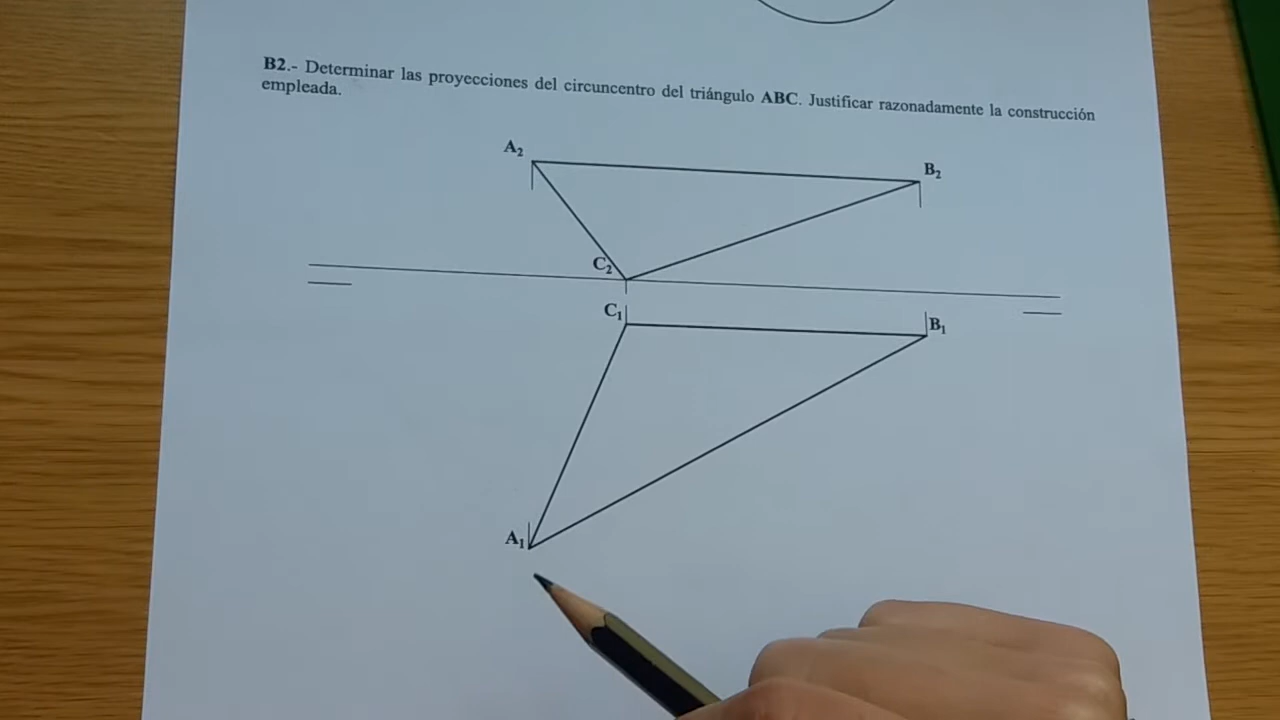 B2.- Determinar las proyecciones del circuncentro del triángulo ABC. Justificar razonadamente la construcción
empleada.
A₂
B₂
C₂
C₁
B₁
A₁